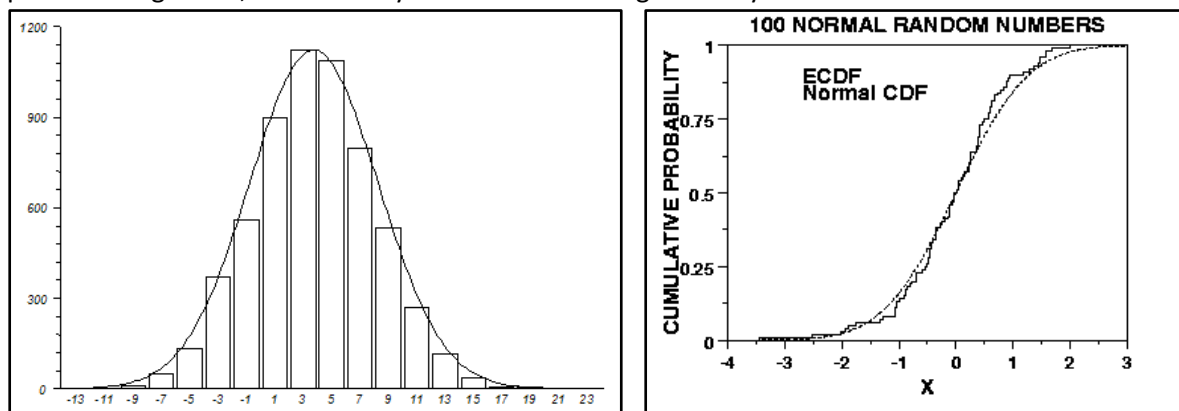 1200
900
600
300
0
-13 -11 -9 -7 -5 -3 -1 1 3 5 7 9 11 13 15 17 19 21 23
100 NORMAL RANDOM NUMBERS
CUMULATIVE PROBABILITY
1
0.75
0.5
0.25
0
ECDF
Normal CDF
-4 -3 -2 -1 0 1 2 3
X